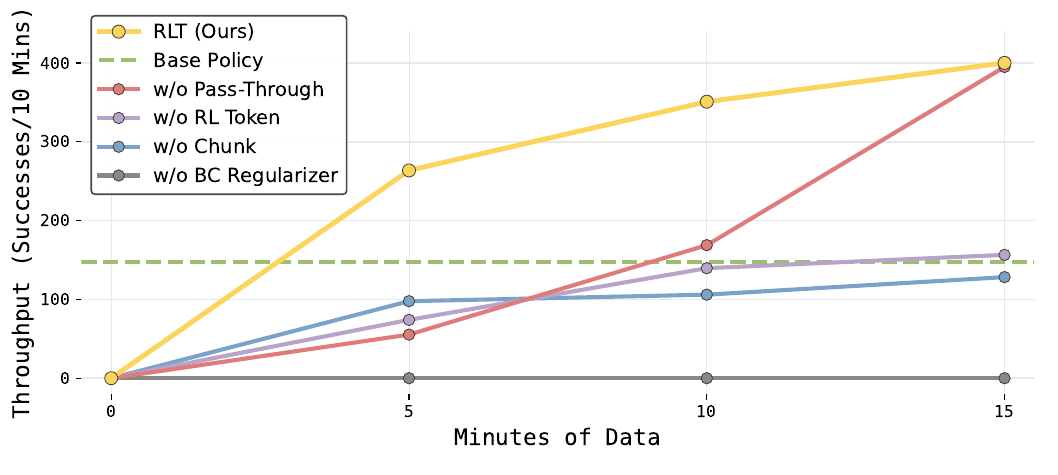 RLT (Ours)
Base Policy
w/o Pass-Through
w/o RL Token
w/o Chunk
w/o BC Regularizer
Throughput (Successes/10 Mins)
400
300
200
100
0
0 5 10 15
Minutes of Data